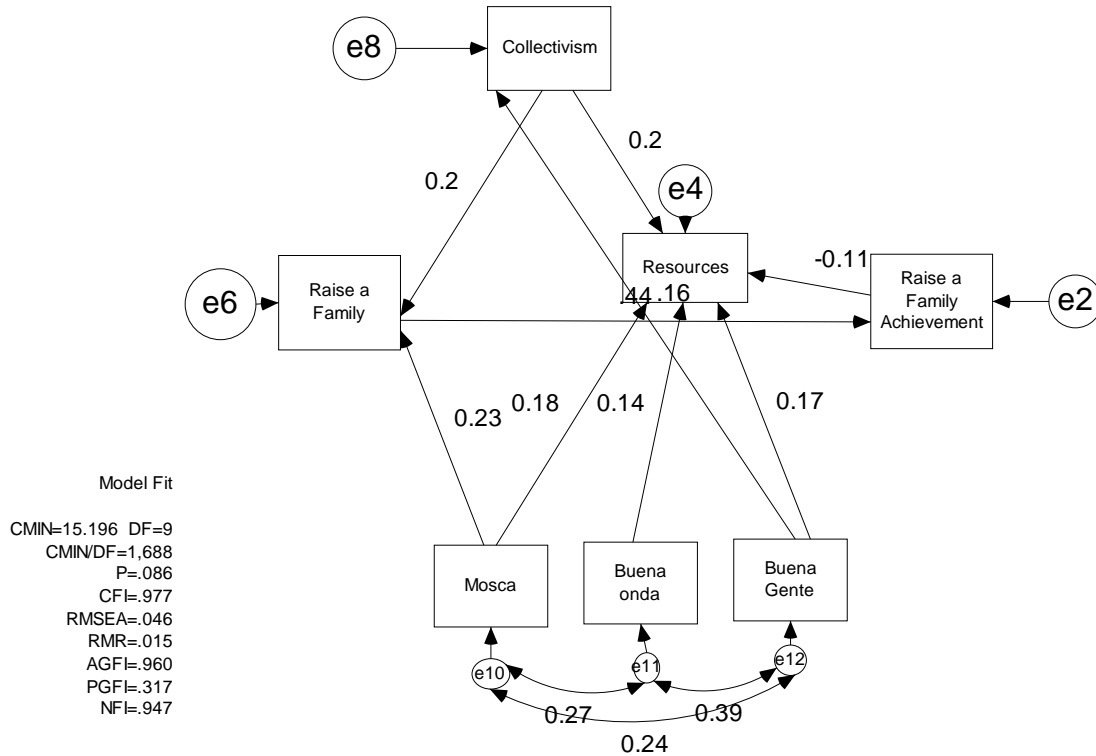 e8
Collectivism
0.2
0.2
e4
e6
Raise a
Family
Resources
-0.11
Raise a
Family
Achievement
e2
.44
.16
0.23
0.18
0.14
0.17
Model Fit
CMIN=15.196 DF=9
CMIN/DF=1,688
P=.086
CFI=.977
RMSEA=.046
RMR=.015
AGFI=.960
PGFI=.317
NFI=.947
Mosca
Buena
onda
Buena
Gente
e10
e11
e12
0.27
0.39
0.24